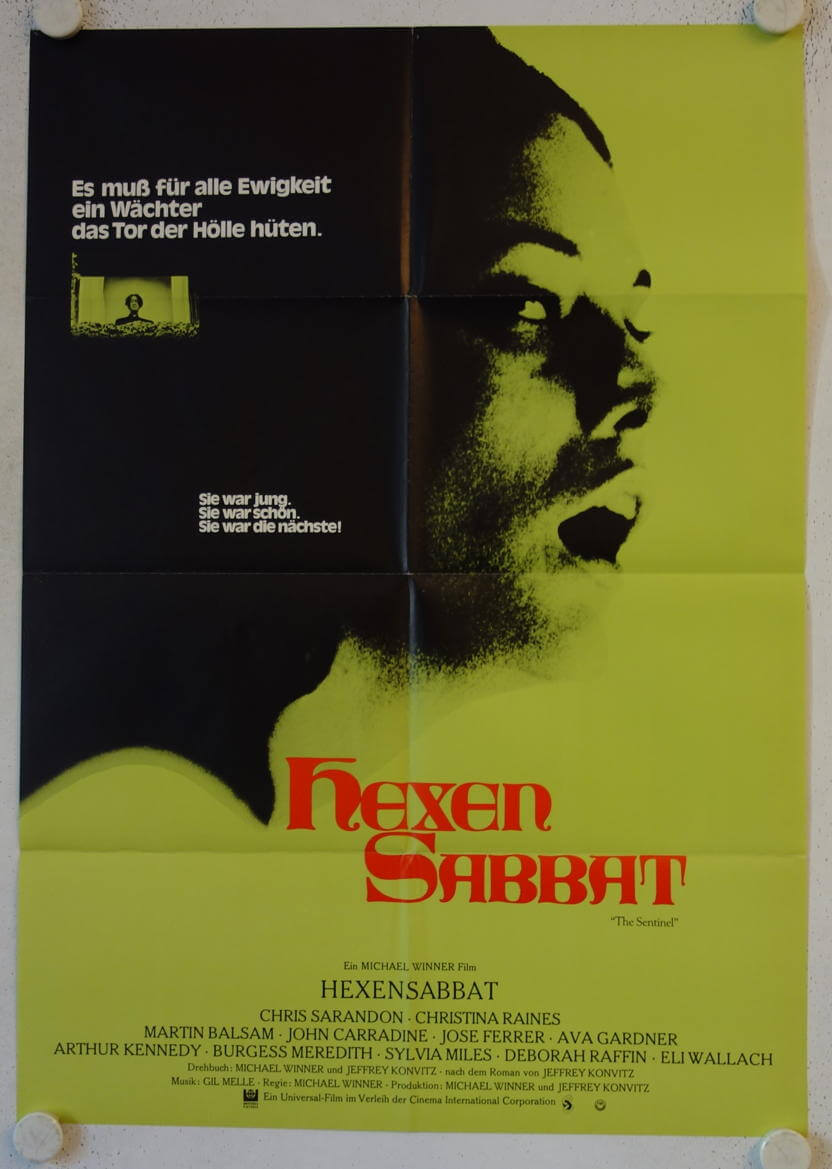 Es muß für alle Ewigkeit
ein Wächter
das Tor der Hölle hüten.
Sie war jung.
Sie war schön.
Sie war die nächste!
HEXEN
SABBAT
“The Sentinel”
Ein MICHAEL WINNER Film
HEXENSABBAT
CHRIS SARANDON · CHRISTINA RAINES
MARTIN BALSAM · JOHN CARRADINE · JOSE FERRER · AVA GARDNER
ARTHUR KENNEDY · BURGESS MEREDITH · SYLVIA MILES · DEBORAH RAFFIN · ELI WALLACH
Drehbuch: MICHAEL WINNER und JEFFREY KONVITZ · nach dem Roman von JEFFREY KONVITZ
Musik: GIL MELLE · Regie: MICHAEL WINNER · Produktion: MICHAEL WINNER und JEFFREY KONVITZ
Ein Universal-Film im Verleih der Cinema International Corporation